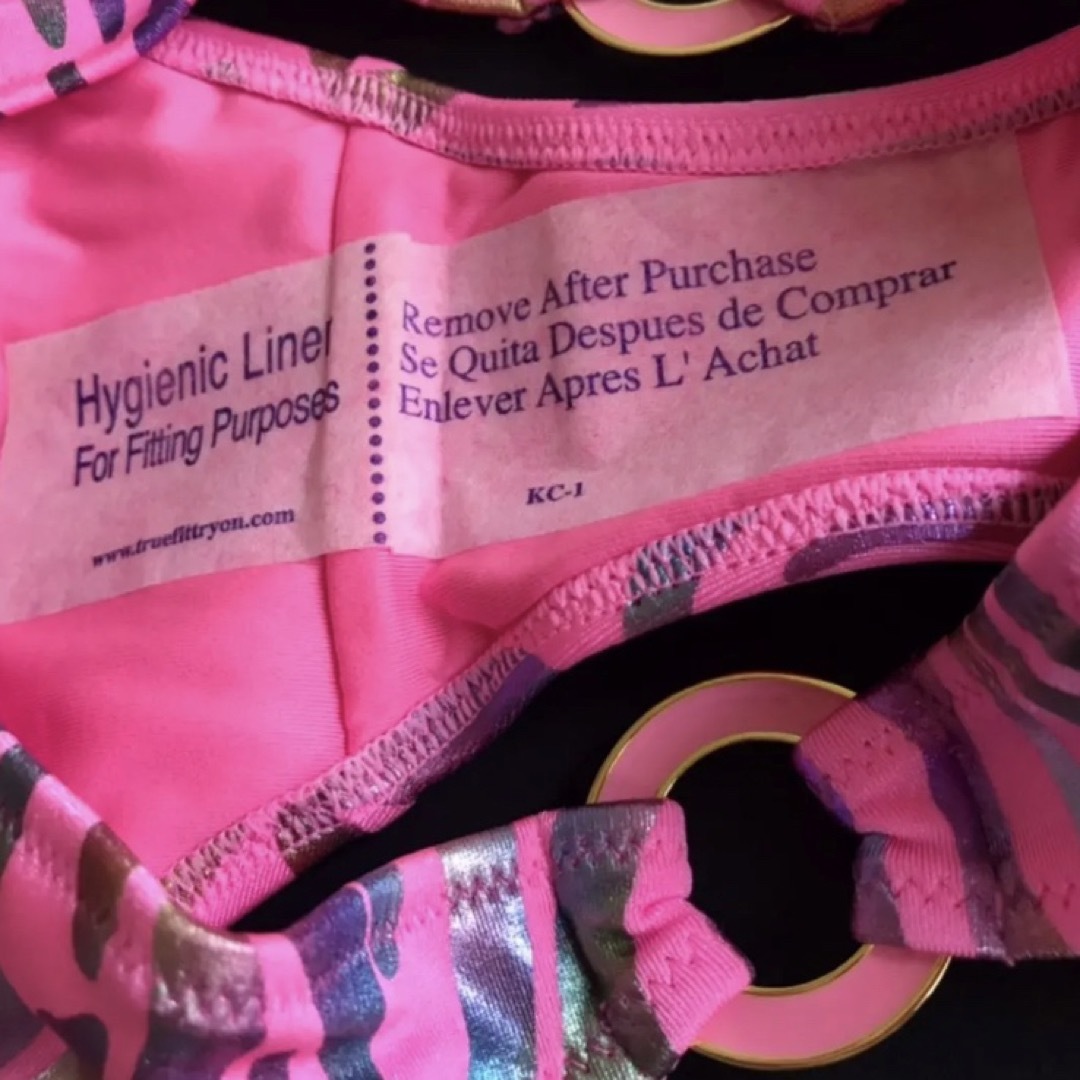 Hygienic Liner
For Fitting Purposes
www.truefittryon.com
Remove After Purchase
Se Quita Despues de Comprar
Enlever Apres L' Achat
KC-1